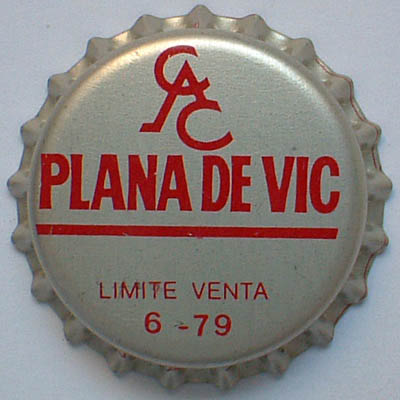 CAC
PLANA DE VIC
LIMITE VENTA
6 -79